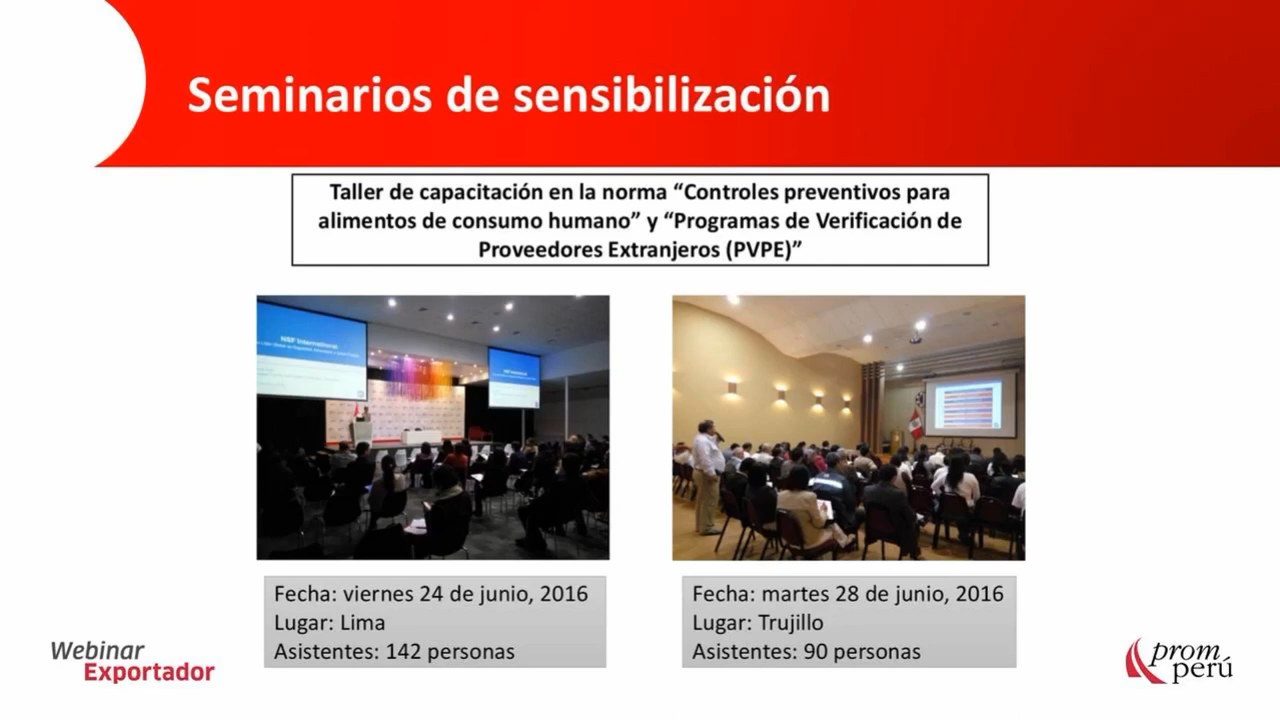 Seminarios de sensibilización
Taller de capacitación en la norma “Controles preventivos para
alimentos de consumo humano” y “Programas de Verificación de
Proveedores Extranjeros (PVPE)”
NSF International
Fecha: viernes 24 de junio, 2016
Lugar: Lima
Asistentes: 142 personas
Fecha: martes 28 de junio, 2016
Lugar: Trujillo
Asistentes: 90 personas
Webinar
Exportador
prom
perú